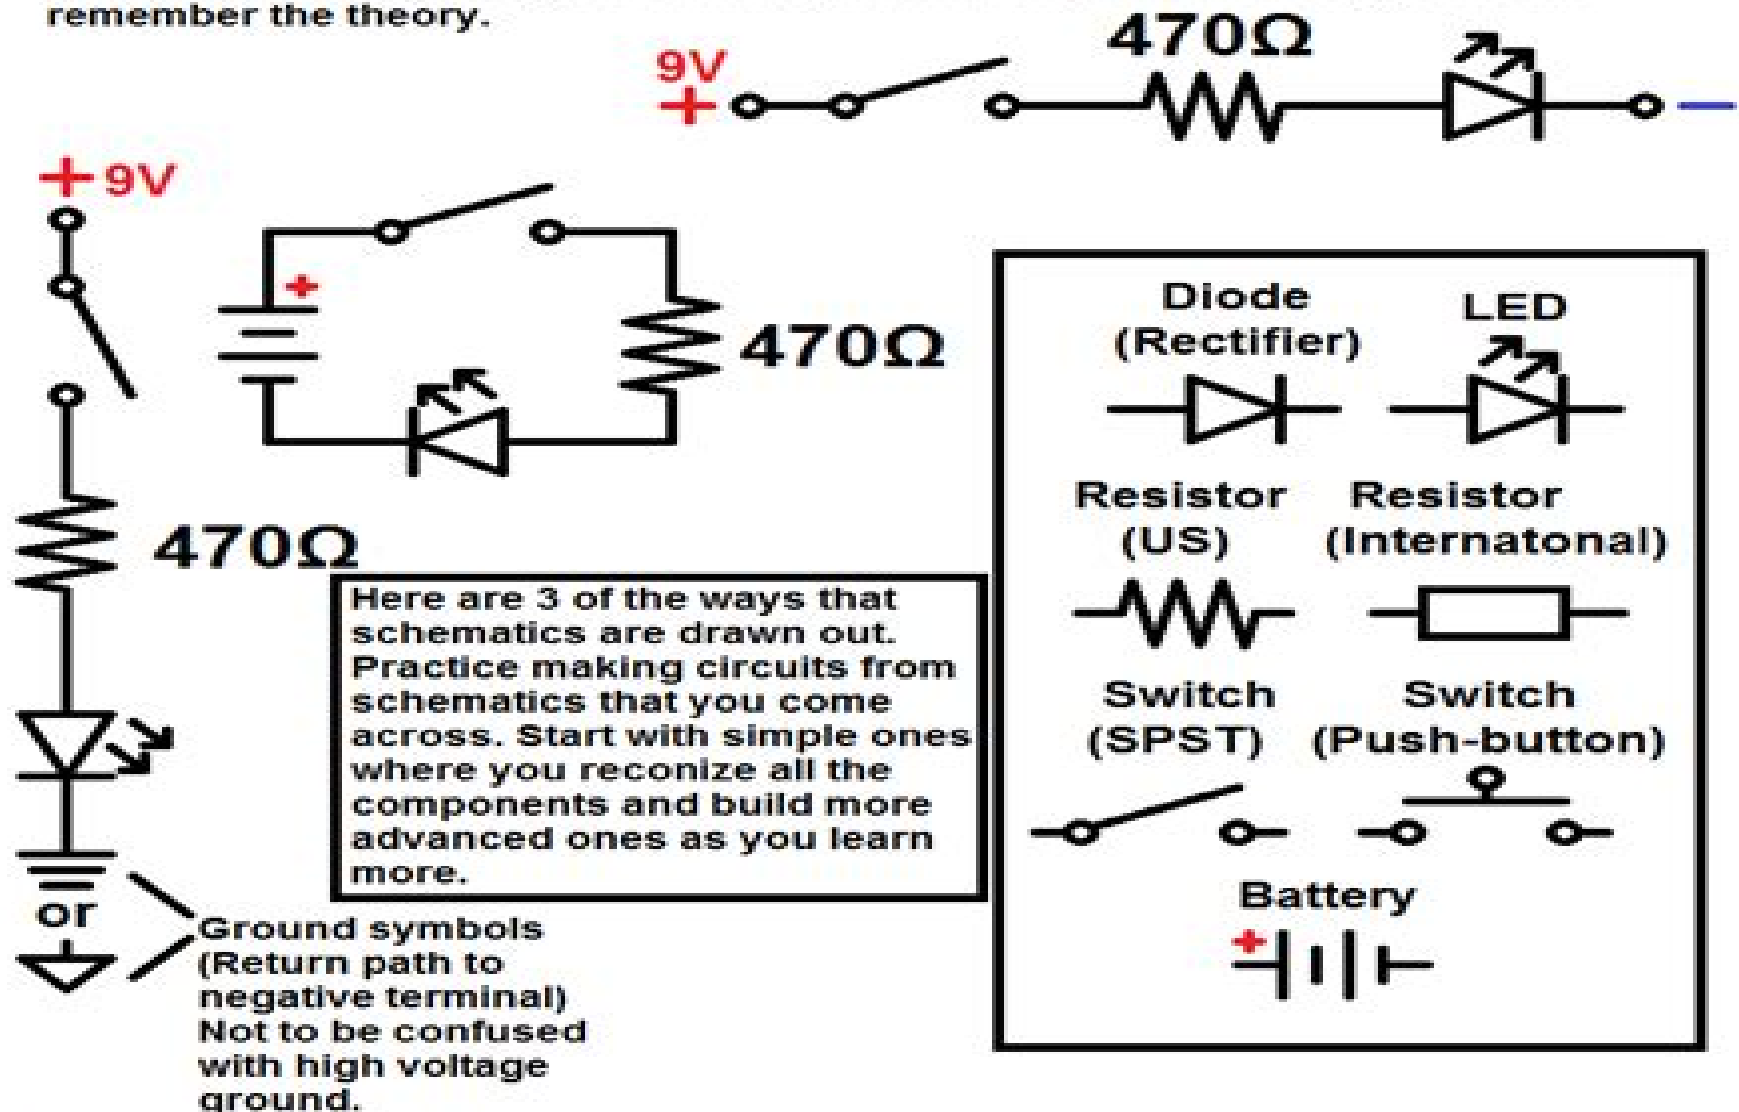 remember the theory.
470Ω
9V
+
—
+ 9V
+
470Ω
470Ω
Here are 3 of the ways that
schematics are drawn out.
Practice making circuits from
schematics that you come
across. Start with simple ones
where you reconize all the
components and build more
advanced ones as you learn
more.
or
Ground symbols
(Return path to
negative terminal)
Not to be confused
with high voltage
ground.
Diode
(Rectifier)
LED
Resistor
(US)
Resistor
(Internatonal)
Switch
(SPST)
Switch
(Push-button)
Battery
+